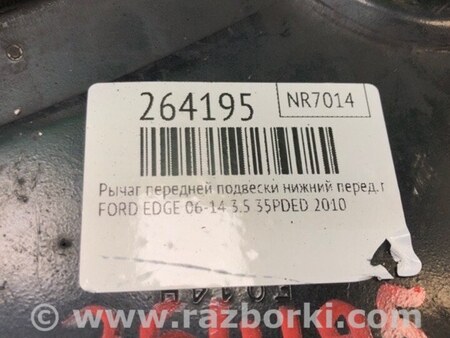 264195
NR7014
Рычаг передней подвески нижний перед.г
FORD EDGE 06-14 3.5 35PDED 2010
www.razborki.com